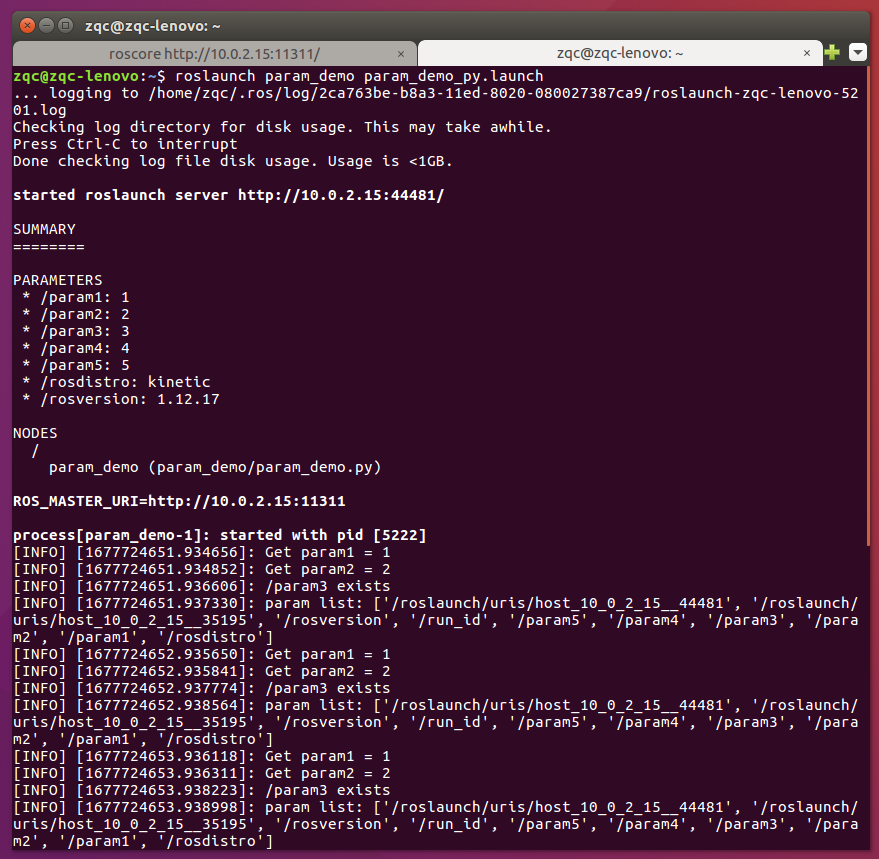 zqc@zqc-lenovo: ~
roscore http://10.0.2.15:11311/ × zqc@zqc-lenovo: ~ ×
zqc@zqc-lenovo:~$ roslaunch param_demo param_demo_py.launch
... logging to /home/zqc/.ros/log/2ca763be-b8a3-11ed-8020-080027387ca9/roslaunch-zqc-lenovo-52
01.log
Checking log directory for disk usage. This may take awhile.
Press Ctrl-C to interrupt
Done checking log file disk usage. Usage is <1GB.

started roslaunch server http://10.0.2.15:44481/

SUMMARY
========

PARAMETERS
 * /param1: 1
 * /param2: 2
 * /param3: 3
 * /param4: 4
 * /param5: 5
 * /rosdistro: kinetic
 * /rosversion: 1.12.17

NODES
  /
    param_demo (param_demo/param_demo.py)

ROS_MASTER_URI=http://10.0.2.15:11311

process[param_demo-1]: started with pid [5222]
[INFO] [1677724651.934656]: Get param1 = 1
[INFO] [1677724651.934852]: Get param2 = 2
[INFO] [1677724651.936606]: /param3 exists
[INFO] [1677724651.937330]: param list: ['/roslaunch/uris/host_10_0_2_15__44481', '/roslaunch/
uris/host_10_0_2_15__35195', '/rosversion', '/run_id', '/param5', '/param4', '/param3', '/para
m2', '/param1', '/rosdistro']
[INFO] [1677724652.935650]: Get param1 = 1
[INFO] [1677724652.935841]: Get param2 = 2
[INFO] [1677724652.937774]: /param3 exists
[INFO] [1677724652.938564]: param list: ['/roslaunch/uris/host_10_0_2_15__44481', '/roslaunch/
uris/host_10_0_2_15__35195', '/rosversion', '/run_id', '/param5', '/param4', '/param3', '/para
m2', '/param1', '/rosdistro']
[INFO] [1677724653.936118]: Get param1 = 1
[INFO] [1677724653.936311]: Get param2 = 2
[INFO] [1677724653.938223]: /param3 exists
[INFO] [1677724653.938998]: param list: ['/roslaunch/uris/host_10_0_2_15__44481', '/roslaunch/
uris/host_10_0_2_15__35195', '/rosversion', '/run_id', '/param5', '/param4', '/param3', '/para
m2', '/param1', '/rosdistro']